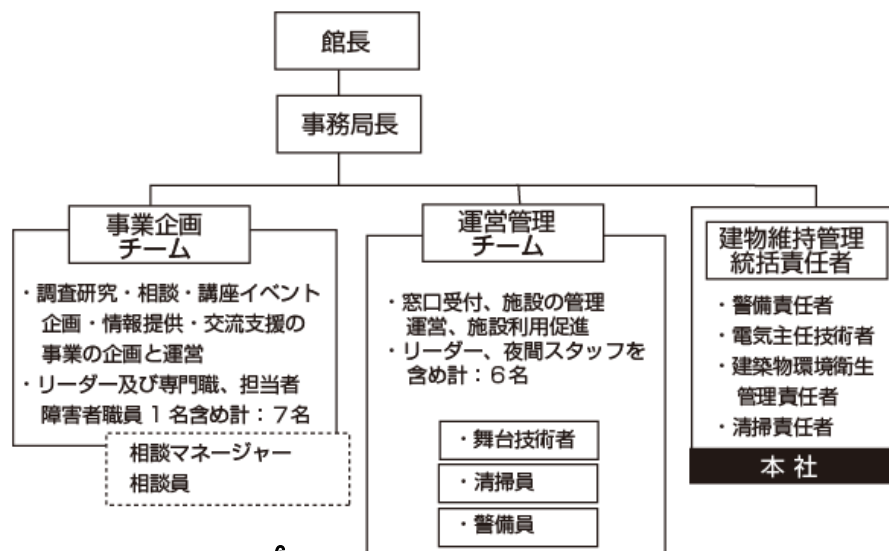 館長
事務局長
事業企画
チーム
・調査研究・相談・講座イベント
企画・情報提供・交流支援の
事業の企画と運営
・リーダー及び専門職、担当者
障害者職員1名含め計：7名
相談マネージャー
相談員
運営管理
チーム
・窓口受付、施設の管理
運営、施設利用促進
・リーダー、夜間スタッフを
含め計：6名
・舞台技術者
・清掃員
・警備員
建物維持管理
統括責任者
・警備責任者
・電気主任技術者
・建築物環境衛生
管理責任者
・清掃責任者
本社